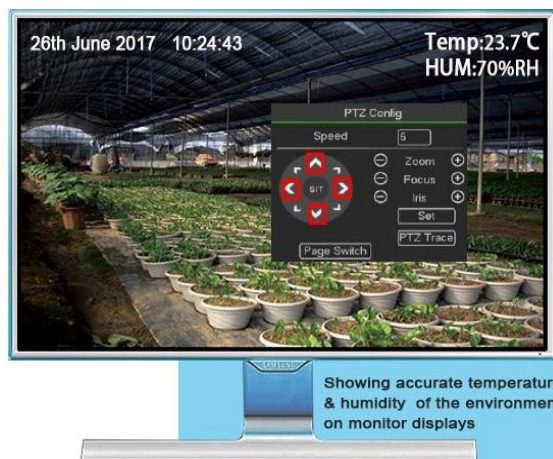 26th June 2017 10:24:43
Temp:23.7℃
HUM:70%RH
PTZ Config
Speed 5
Zoom
SIT
Focus
Iris
Set
PTZ Trace
Page Switch
SAMSUNG
Showing accurate temperatur
& humidity of the environmen
on monitor displays